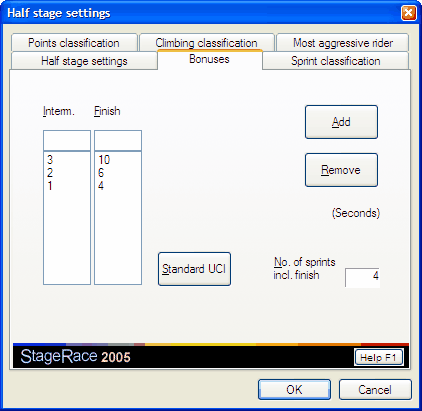 Half stage settings
Points classification Climbing classification Most aggressive rider
Half stage settings Bonuses Sprint classification
Interm. Finish
Add
3 10
2 6
1 4
Remove
(Seconds)
Standard UCI
No. of sprints
incl. finish 4
StageRace 2005 Help F1
OK Cancel